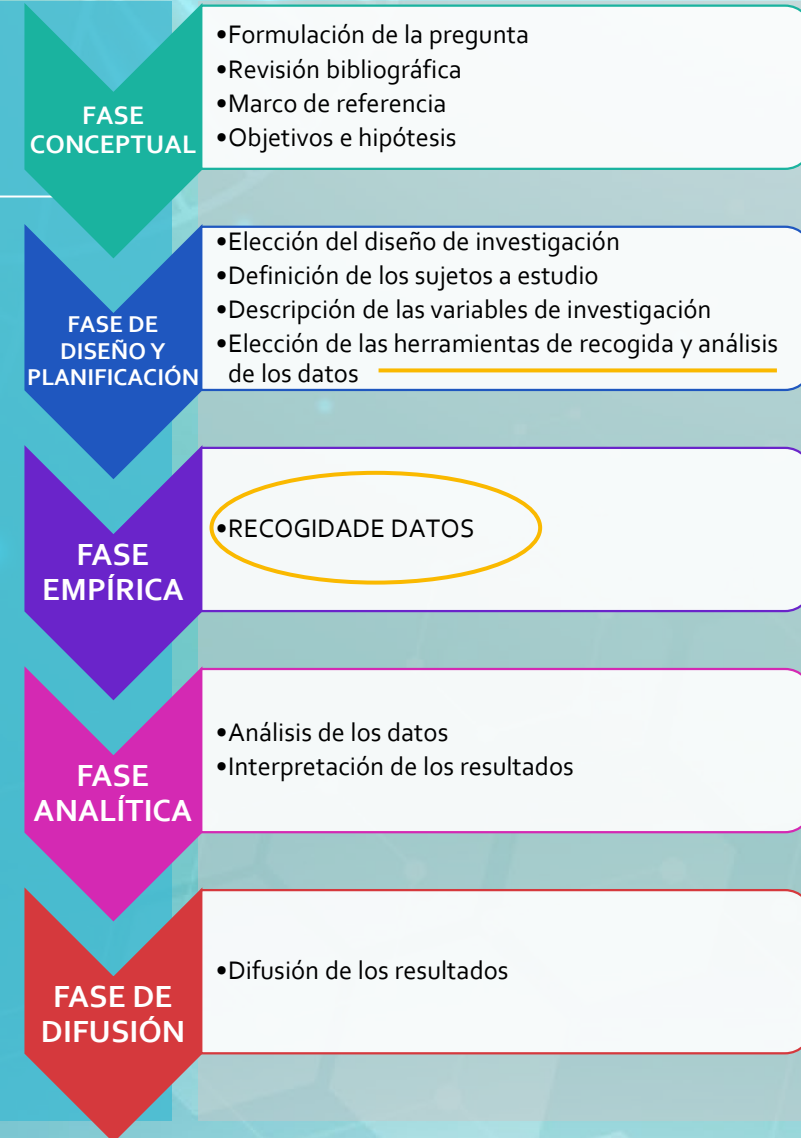 FASE
CONCEPTUAL
•Formulación de la pregunta
•Revisión bibliográfica
•Marco de referencia
•Objetivos e hipótesis
FASE DE
DISEÑO Y
PLANIFICACIÓN
•Elección del diseño de investigación
•Definición de los sujetos a estudio
•Descripción de las variables de investigación
•Elección de las herramientas de recogida y análisis
de los datos
FASE
EMPÍRICA
•RECOGIDADE DATOS
FASE
ANALÍTICA
•Análisis de los datos
•Interpretación de los resultados
FASE DE
DIFUSIÓN
•Difusión de los resultados